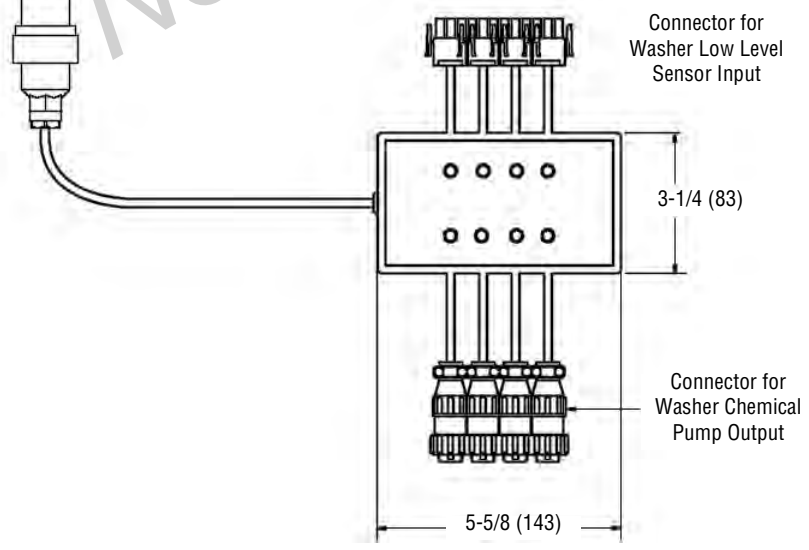 Connector for
Washer Low Level
Sensor Input
3-1/4 (83)
Connector for
Washer Chemical
Pump Output
5-5/8 (143)